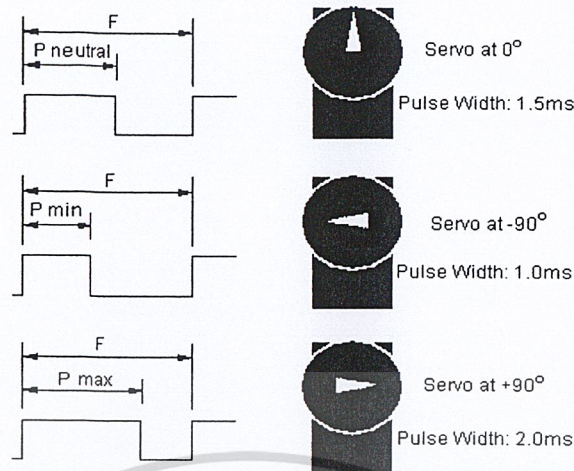 F
P neutral
Servo at 0°
Pulse Width: 1.5ms
F
P min
Servo at -90°
Pulse Width: 1.0ms
F
P max
Servo at +90°
Pulse Width: 2.0ms